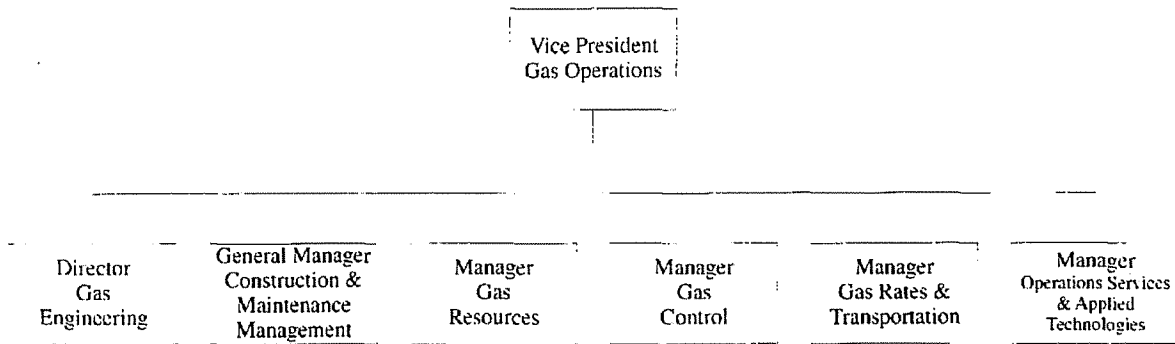 Vice President
Gas Operations
Director
Gas
Engineering
General Manager
Construction &
Maintenance
Management
Manager
Gas
Resources
Manager
Gas
Control
Manager
Gas Rates &
Transportation
Manager
Operations Services
& Applied
Technologies